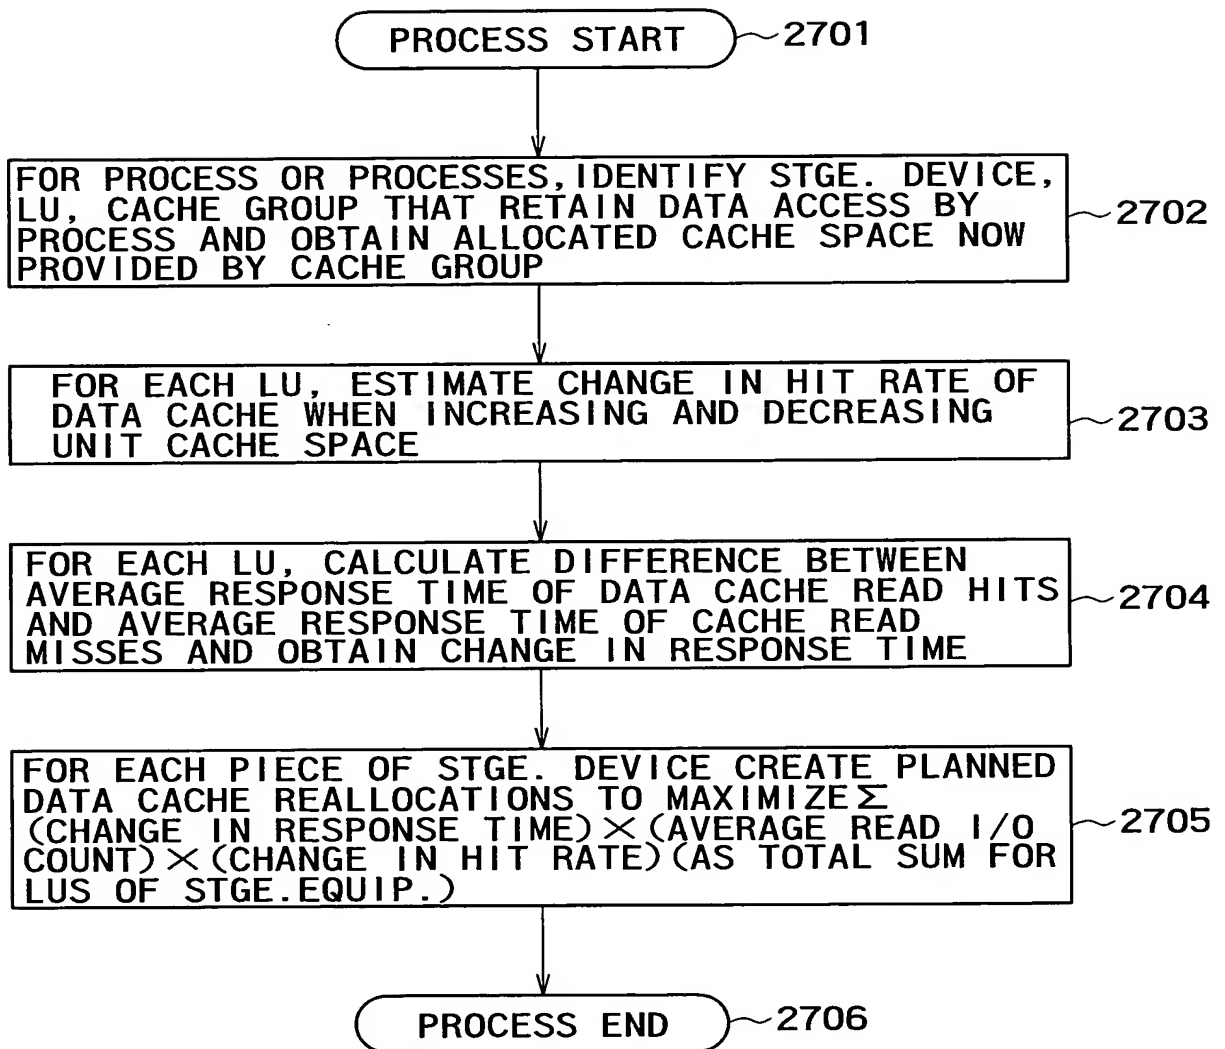 PROCESS START
2701
FOR PROCESS OR PROCESSES,IDENTIFY STGE. DEVICE,
LU, CACHE GROUP THAT RETAIN DATA ACCESS BY
PROCESS AND OBTAIN ALLOCATED CACHE SPACE NOW
PROVIDED BY CACHE GROUP
2702
FOR EACH LU, ESTIMATE CHANGE IN HIT RATE OF
DATA CACHE WHEN INCREASING AND DECREASING
UNIT CACHE SPACE
2703
FOR EACH LU, CALCULATE DIFFERENCE BETWEEN
AVERAGE RESPONSE TIME OF DATA CACHE READ HITS
AND AVERAGE RESPONSE TIME OF CACHE READ
MISSES AND OBTAIN CHANGE IN RESPONSE TIME
2704
FOR EACH PIECE OF STGE. DEVICE CREATE PLANNED
DATA CACHE REALLOCATIONS TO MAXIMIZE Σ
(CHANGE IN RESPONSE TIME)×(AVERAGE READ I/O
COUNT)×(CHANGE IN HIT RATE)(AS TOTAL SUM FOR
LUS OF STGE.EQUIP.)
2705
PROCESS END
2706